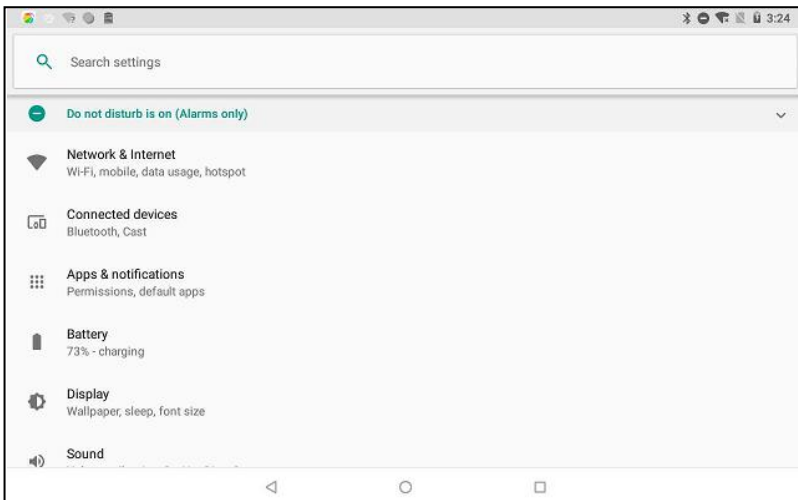 3:24
Search settings
Do not disturb is on (Alarms only)
Network & Internet
Wi-Fi, mobile, data usage, hotspot
Connected devices
Bluetooth, Cast
Apps & notifications
Permissions, default apps
Battery
73% - charging
Display
Wallpaper, sleep, font size
Sound